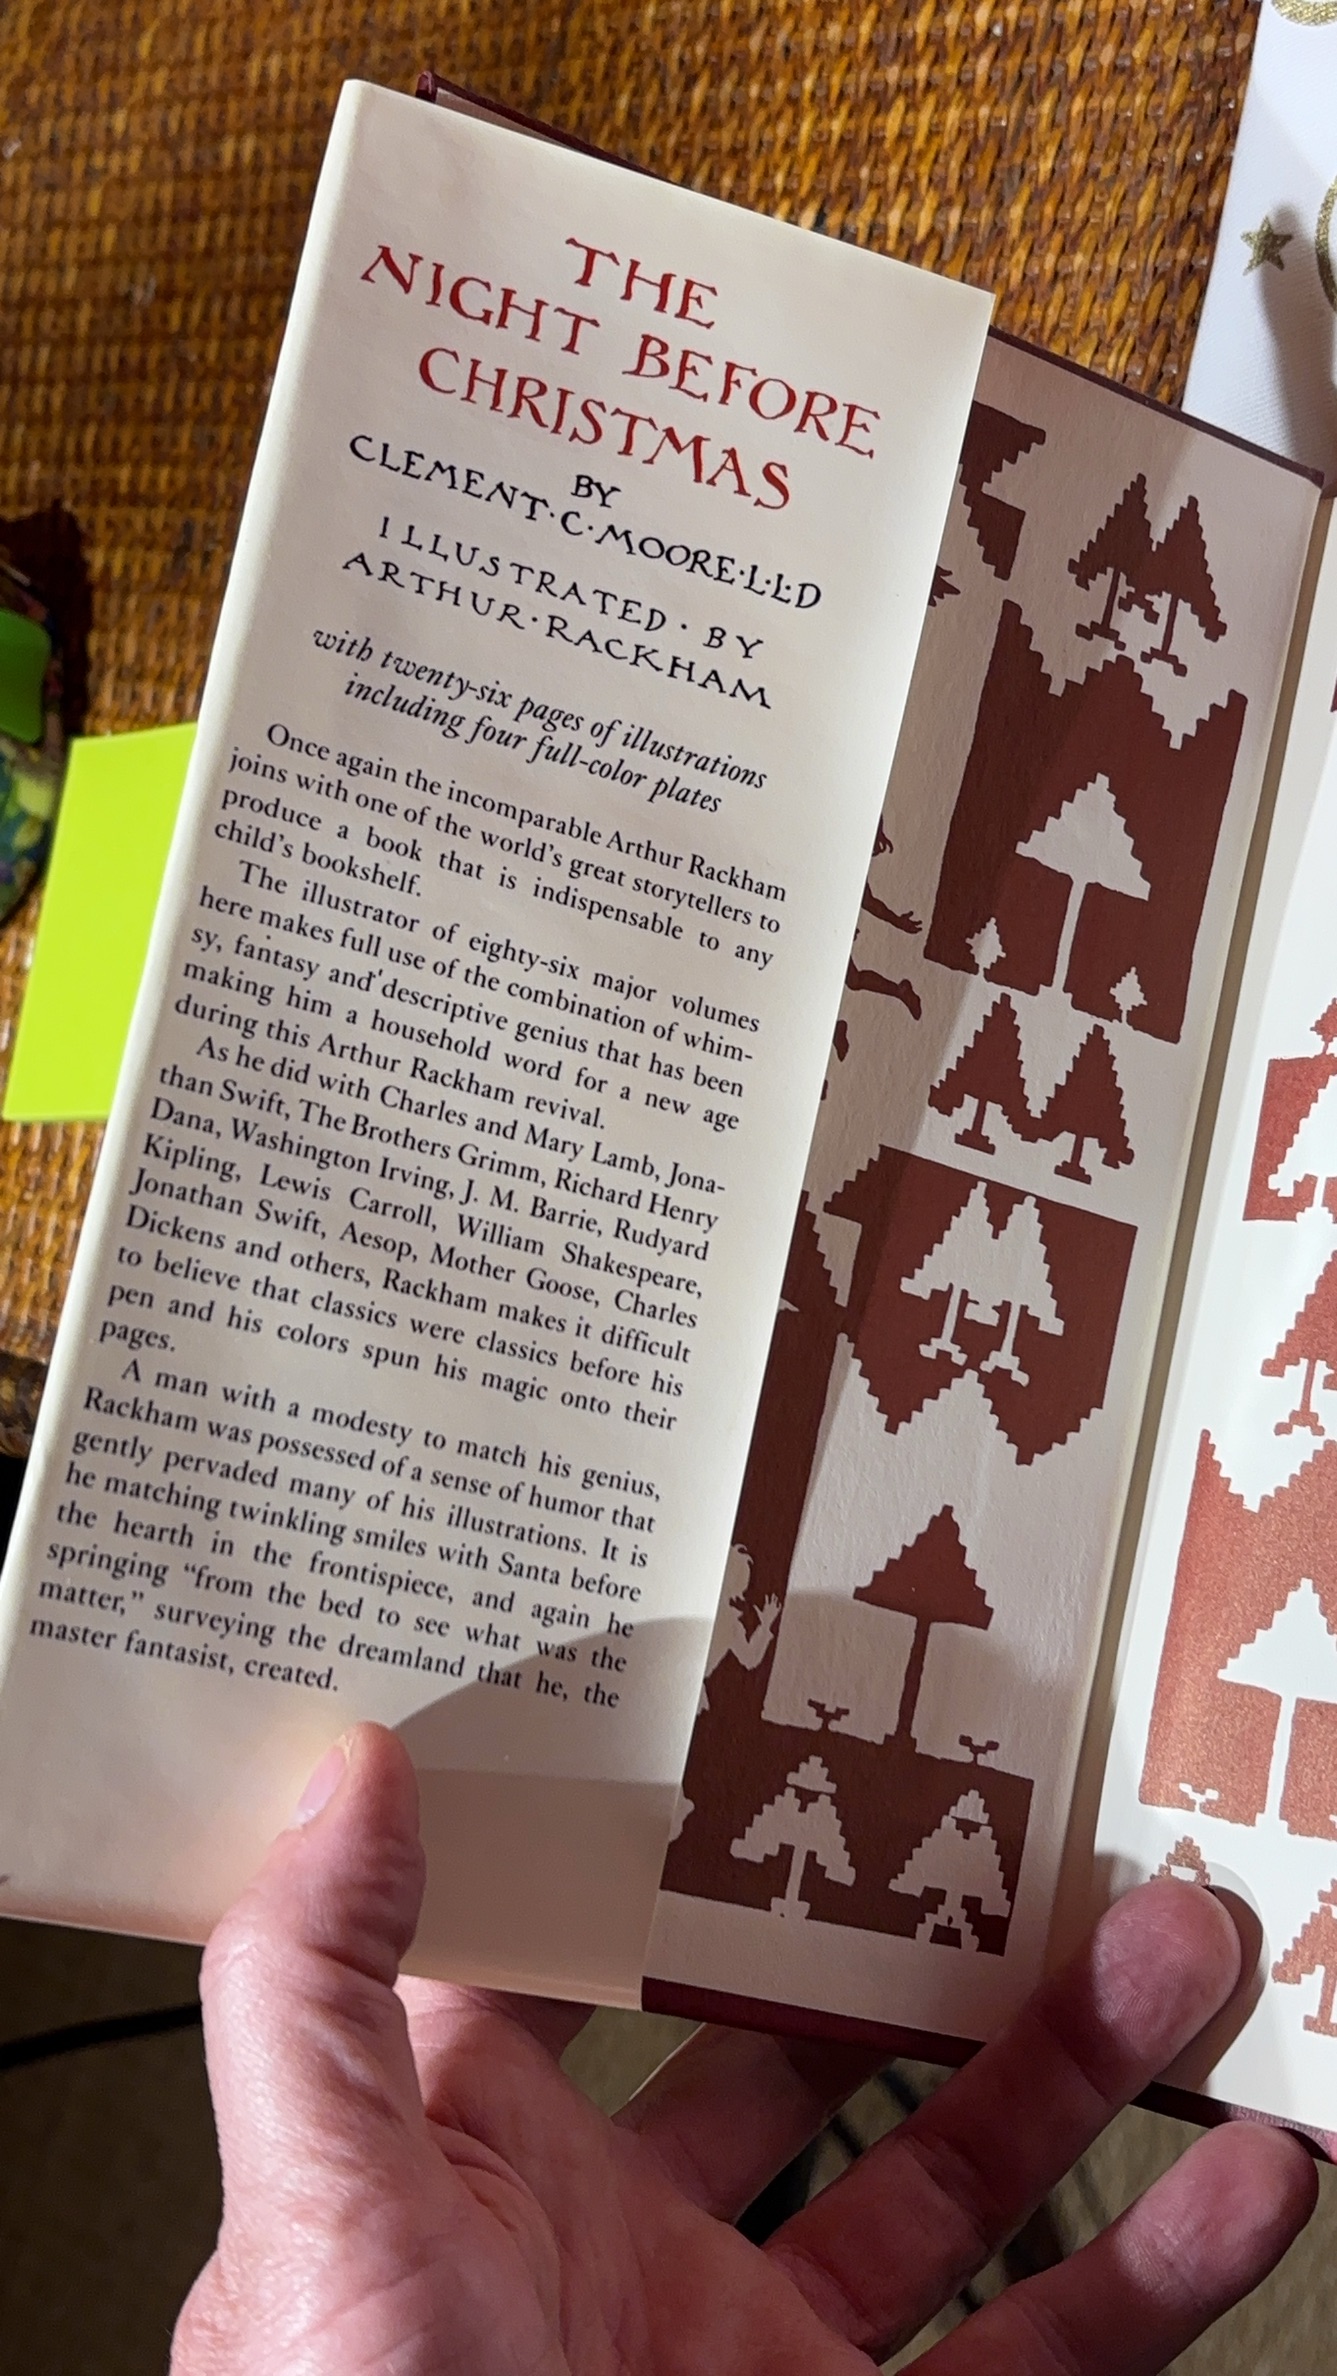 THE
NIGHT BEFORE
CHRISTMAS
BY
CLEMENT·C·MOORE·L·L·D
ILLUSTRATED·BY
ARTHUR·RACKHAM
with twenty-six pages of illustrations
including four full-color plates
Once again the incomparable Arthur Rackham
joins with one of the world's great storytellers to
produce a book that is indispensable to any
child's bookshelf.
The illustrator of eighty-six major volumes
here makes full use of the combination of whim-
sy, fantasy and descriptive genius that has been
making him a household word for a new age
during this Arthur Rackham revival.
As he did with Charles and Mary Lamb, Jona-
than Swift, The Brothers Grimm, Richard Henry
Dana, Washington Irving, J. M. Barrie, Rudyard
Kipling, Lewis Carroll, William Shakespeare,
Jonathan Swift, Aesop, Mother Goose, Charles
Dickens and others, Rackham makes it difficult
to believe that classics were classics before his
pen and his colors spun his magic onto their
pages.
A man with a modesty to match his genius,
Rackham was possessed of a sense of humor that
gently pervaded many of his illustrations. It is
he matching twinkling smiles with Santa before
the hearth in the frontispiece, and again he
springing "from the bed to see what was the
matter," surveying the dreamland that he, the
master fantasist, created.